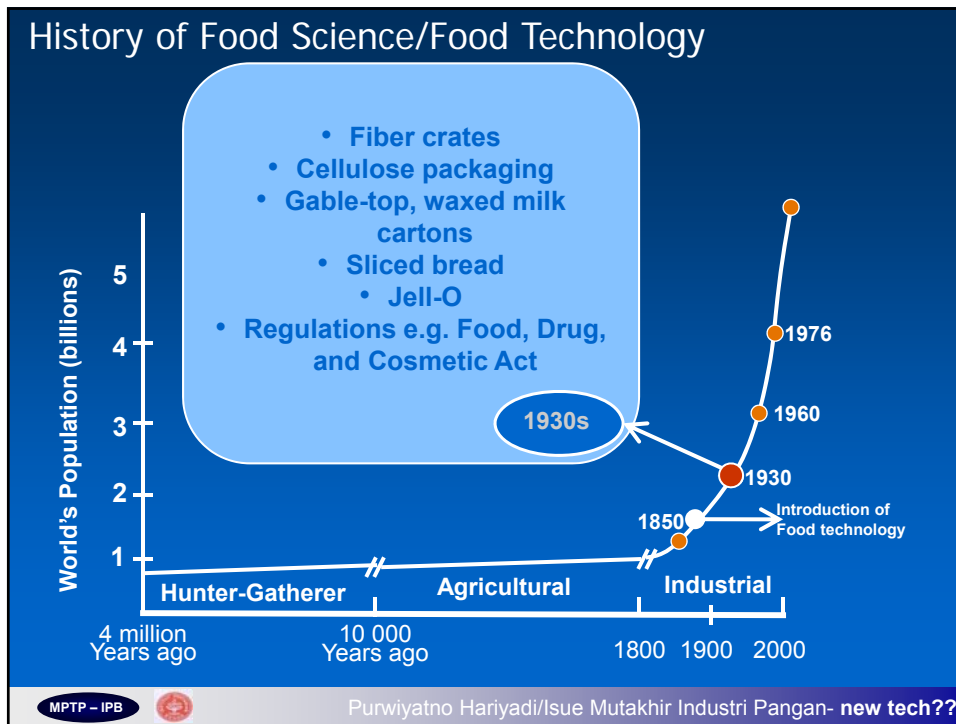 History of Food Science/Food Technology
• Fiber crates
• Cellulose packaging
• Gable-top, waxed milk
cartons
• Sliced bread
• Jell-O
• Regulations e.g. Food, Drug,
and Cosmetic Act
1930s
World's Population (billions)
5
4
3
2
1
1976
1960
1930
1850
Introduction of
Food technology
Hunter-Gatherer
Agricultural
Industrial
4 million
Years ago
10 000
Years ago
1800
1900
2000
MPTP – IPB
Purwiyatno Hariyadi/Isue Mutakhir Industri Pangan- new tech??